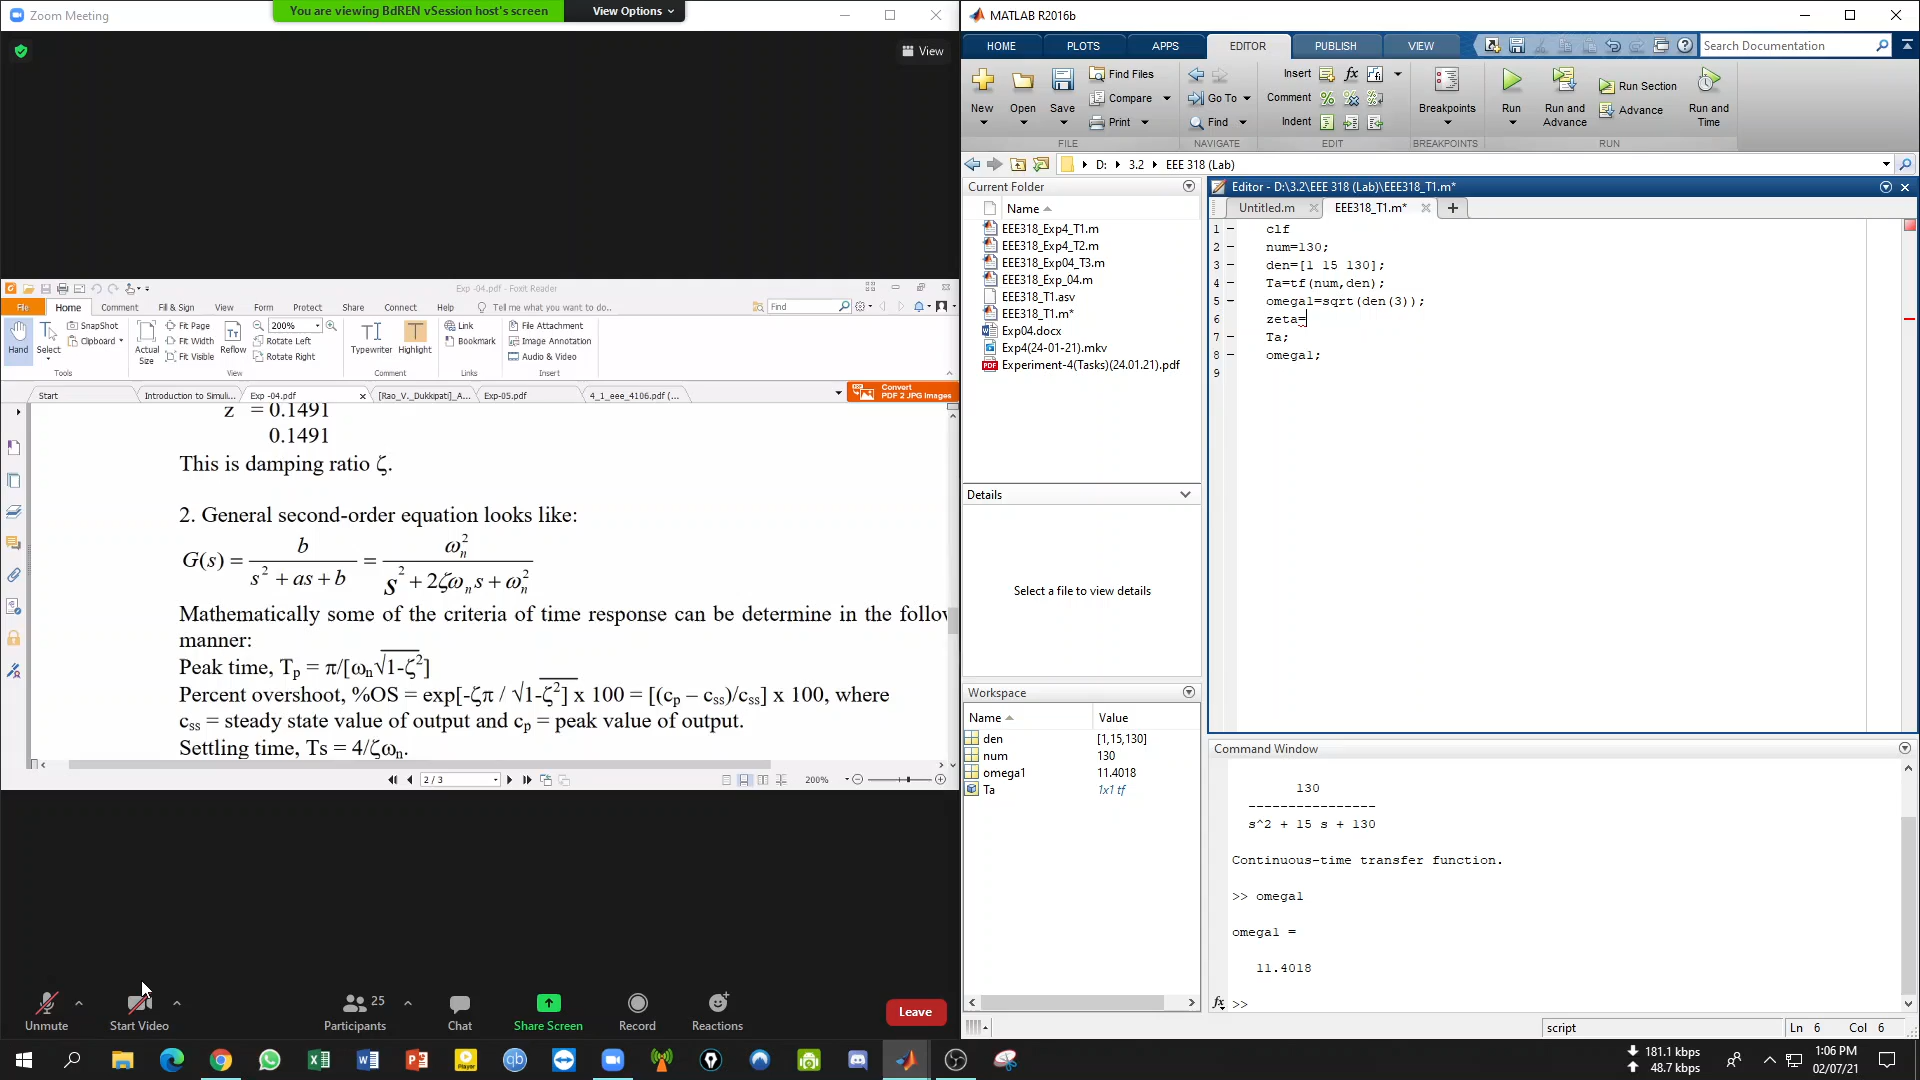 Zoom Meeting
You are viewing BdREN vSession host's screen
View Options
View
Exp -04.pdf - Foxit Reader
File
Home
Comment
Fill & Sign
View
Form
Protect
Share
Connect
Help
Tell me what you want to do..
Find
Hand
Select
SnapShot
Clipboard
Actual Size
Fit Page
Fit Width
Fit Visible
Reflow
200%
Rotate Left
Rotate Right
Typewriter
Highlight
Link
Bookmark
File Attachment
Image Annotation
Audio & Video
Tools
View
Comment
Links
Insert
Start
Introduction to Simuli...
Exp -04.pdf
[Rao_V._Dukkpati]_A...
Exp-05.pdf
4_1_eee_4106.pdf (...
Convert
PDF 2 JPG Images
z = 0.1491
0.1491
This is damping ratio ζ.
2. General second-order equation looks like:
G(s) = b / (s² + as + b) = ωn² / (s² + 2ζωn s + ωn²)
Mathematically some of the criteria of time response can be determine in the follov
manner:
Peak time, Tp = π/[ωn√1-ζ²]
Percent overshoot, %OS = exp[-ζπ / √1-ζ²] x 100 = [(cp – css)/css] x 100, where
css = steady state value of output and cp = peak value of output.
Settling time, Ts = 4/ζωn.
2 / 3
200%
Unmute
Start Video
25
Participants
Chat
Share Screen
Record
Reactions
Leave
MATLAB R2016b
HOME
PLOTS
APPS
EDITOR
PUBLISH
VIEW
Search Documentation
New
Open
Save
Find Files
Compare
Print
Go To
Find
Insert
Comment
Indent
fx
Breakpoints
Run
Run and Advance
Run Section
Advance
Run and Time
FILE
NAVIGATE
EDIT
BREAKPOINTS
RUN
D:
3.2
EEE 318 (Lab)
Current Folder
Name
EEE318_Exp4_T1.m
EEE318_Exp4_T2.m
EEE318_Exp04_T3.m
EEE318_Exp_04.m
EEE318_T1.asv
EEE318_T1.m*
Exp04.docx
Exp4(24-01-21).mkv
Experiment-4(Tasks)(24.01.21).pdf
Details
Select a file to view details
Workspace
Name Value
den [1,15,130]
num 130
omega1 11.4018
Ta 1x1 tf
Editor - D:\3.2\EEE 318 (Lab)\EEE318_T1.m*
Untitled.m
EEE318_T1.m*
1 – clf
2 – num=130;
3 – den=[1 15 130];
4 – Ta=tf(num,den);
5 – omega1=sqrt(den(3));
6 – zeta=
7 – Ta;
8 – omega1;
9
Command Window
130
----------------
s^2 + 15 s + 130
Continuous-time transfer function.
>> omega1
omega1 =
11.4018
fx >>
script
Ln 6 Col 6
181.1 kbps
48.7 kbps
1:06 PM
02/07/21